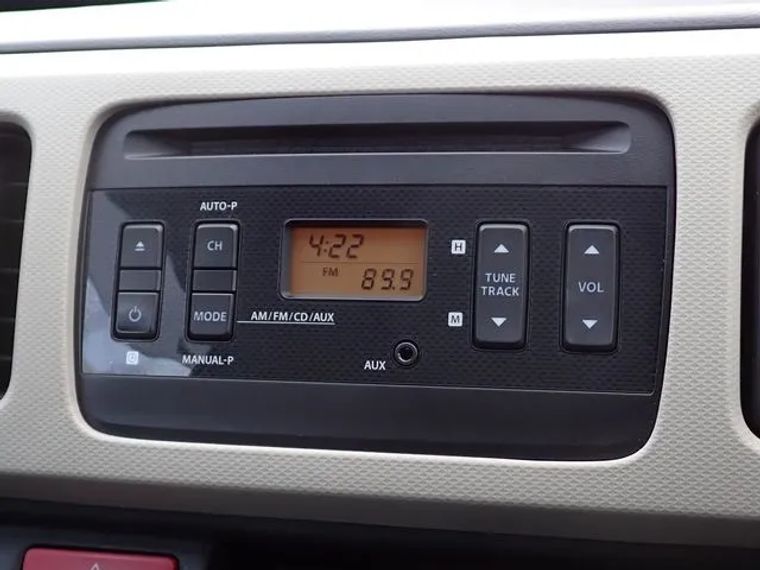 AUTO-P
CH
4:22
FM
89.9
H
TUNE
TRACK
VOL
MODE
AM/FM/CD/AUX
M
MANUAL-P
AUX